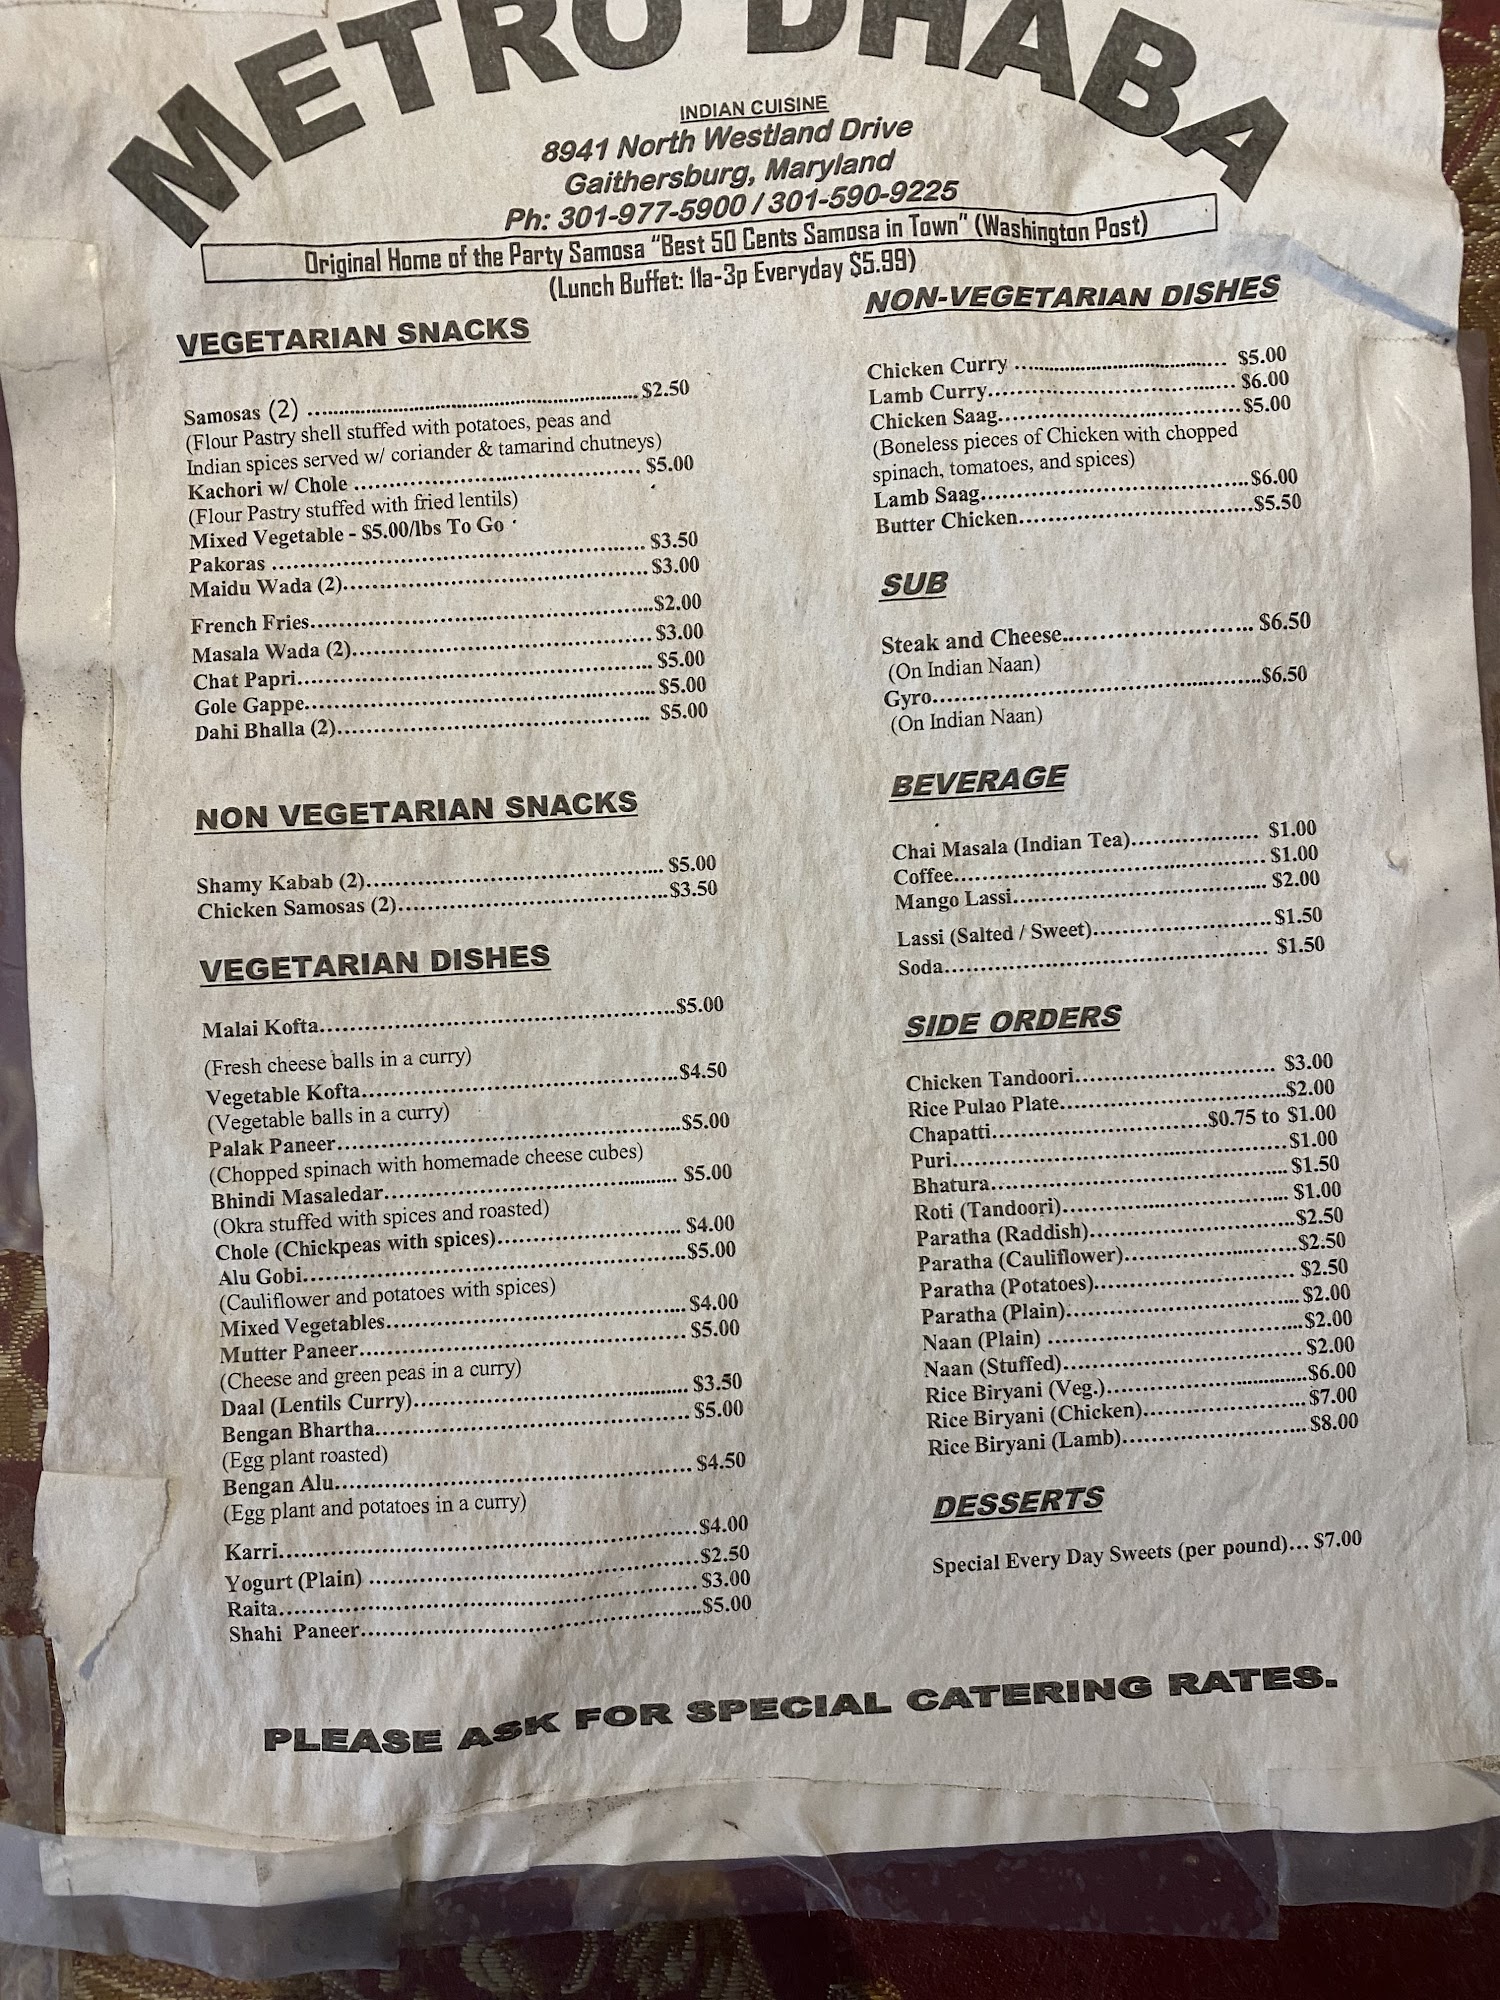 METRO DHABA
INDIAN CUISINE
8941 North Westland Drive
Gaithersburg, Maryland
Ph: 301-977-5900 / 301-590-9225
Original Home of the Party Samosa "Best 50 Cents Samosa in Town" (Washington Post)
(Lunch Buffet: 11a-3p Everyday $5.99)
VEGETARIAN SNACKS
Samosas (2) ........ $2.50
(Flour Pastry shell stuffed with potatoes, peas and
Indian spices served w/ coriander & tamarind chutneys)
Kachori w/ Chole ........ $5.00
(Flour Pastry stuffed with fried lentils)
Mixed Vegetable - $5.00/lbs To Go
Pakoras ........ $3.50
Maidu Wada (2)........ $3.00
French Fries........$2.00
Masala Wada (2)........ $3.00
Chat Papri........ $5.00
Gole Gappe........ $5.00
Dahi Bhalla (2)........ $5.00
NON VEGETARIAN SNACKS
Shamy Kabab (2)........ $5.00
Chicken Samosas (2)........$3.50
VEGETARIAN DISHES
Malai Kofta........$5.00
(Fresh cheese balls in a curry)
Vegetable Kofta........$4.50
(Vegetable balls in a curry)
Palak Paneer........$5.00
(Chopped spinach with homemade cheese cubes)
Bhindi Masaledar........ $5.00
(Okra stuffed with spices and roasted)
Chole (Chickpeas with spices)........ $4.00
Alu Gobi........$5.00
(Cauliflower and potatoes with spices)
Mixed Vegetables........ $4.00
Mutter Paneer........ $5.00
(Cheese and green peas in a curry)
Daal (Lentils Curry)........ $3.50
Bengan Bhartha........ $5.00
(Egg plant roasted)
Bengan Alu........ $4.50
(Egg plant and potatoes in a curry)
Karri........$4.00
Yogurt (Plain) ........$2.50
Raita........ $3.00
Shahi Paneer........$5.00
NON-VEGETARIAN DISHES
Chicken Curry ........ $5.00
Lamb Curry........ $6.00
Chicken Saag........$5.00
(Boneless pieces of Chicken with chopped
spinach, tomatoes, and spices)
Lamb Saag........$6.00
Butter Chicken........$5.50
SUB
Steak and Cheese........ $6.50
(On Indian Naan)
Gyro........$6.50
(On Indian Naan)
BEVERAGE
Chai Masala (Indian Tea)........ $1.00
Coffee........ $1.00
Mango Lassi........ $2.00
Lassi (Salted / Sweet)........ $1.50
Soda........ $1.50
SIDE ORDERS
Chicken Tandoori........ $3.00
Rice Pulao Plate........$2.00
Chapatti........$0.75 to $1.00
Puri........$1.00
Bhatura........ $1.50
Roti (Tandoori)........ $1.00
Paratha (Raddish)........$2.50
Paratha (Cauliflower)........$2.50
Paratha (Potatoes)........ $2.50
Paratha (Plain)........ $2.00
Naan (Plain) ........$2.00
Naan (Stuffed)........ $2.00
Rice Biryani (Veg.)........$6.00
Rice Biryani (Chicken)........$7.00
Rice Biryani (Lamb)........$8.00
DESSERTS
Special Every Day Sweets (per pound)... $7.00
PLEASE ASK FOR SPECIAL CATERING RATES.